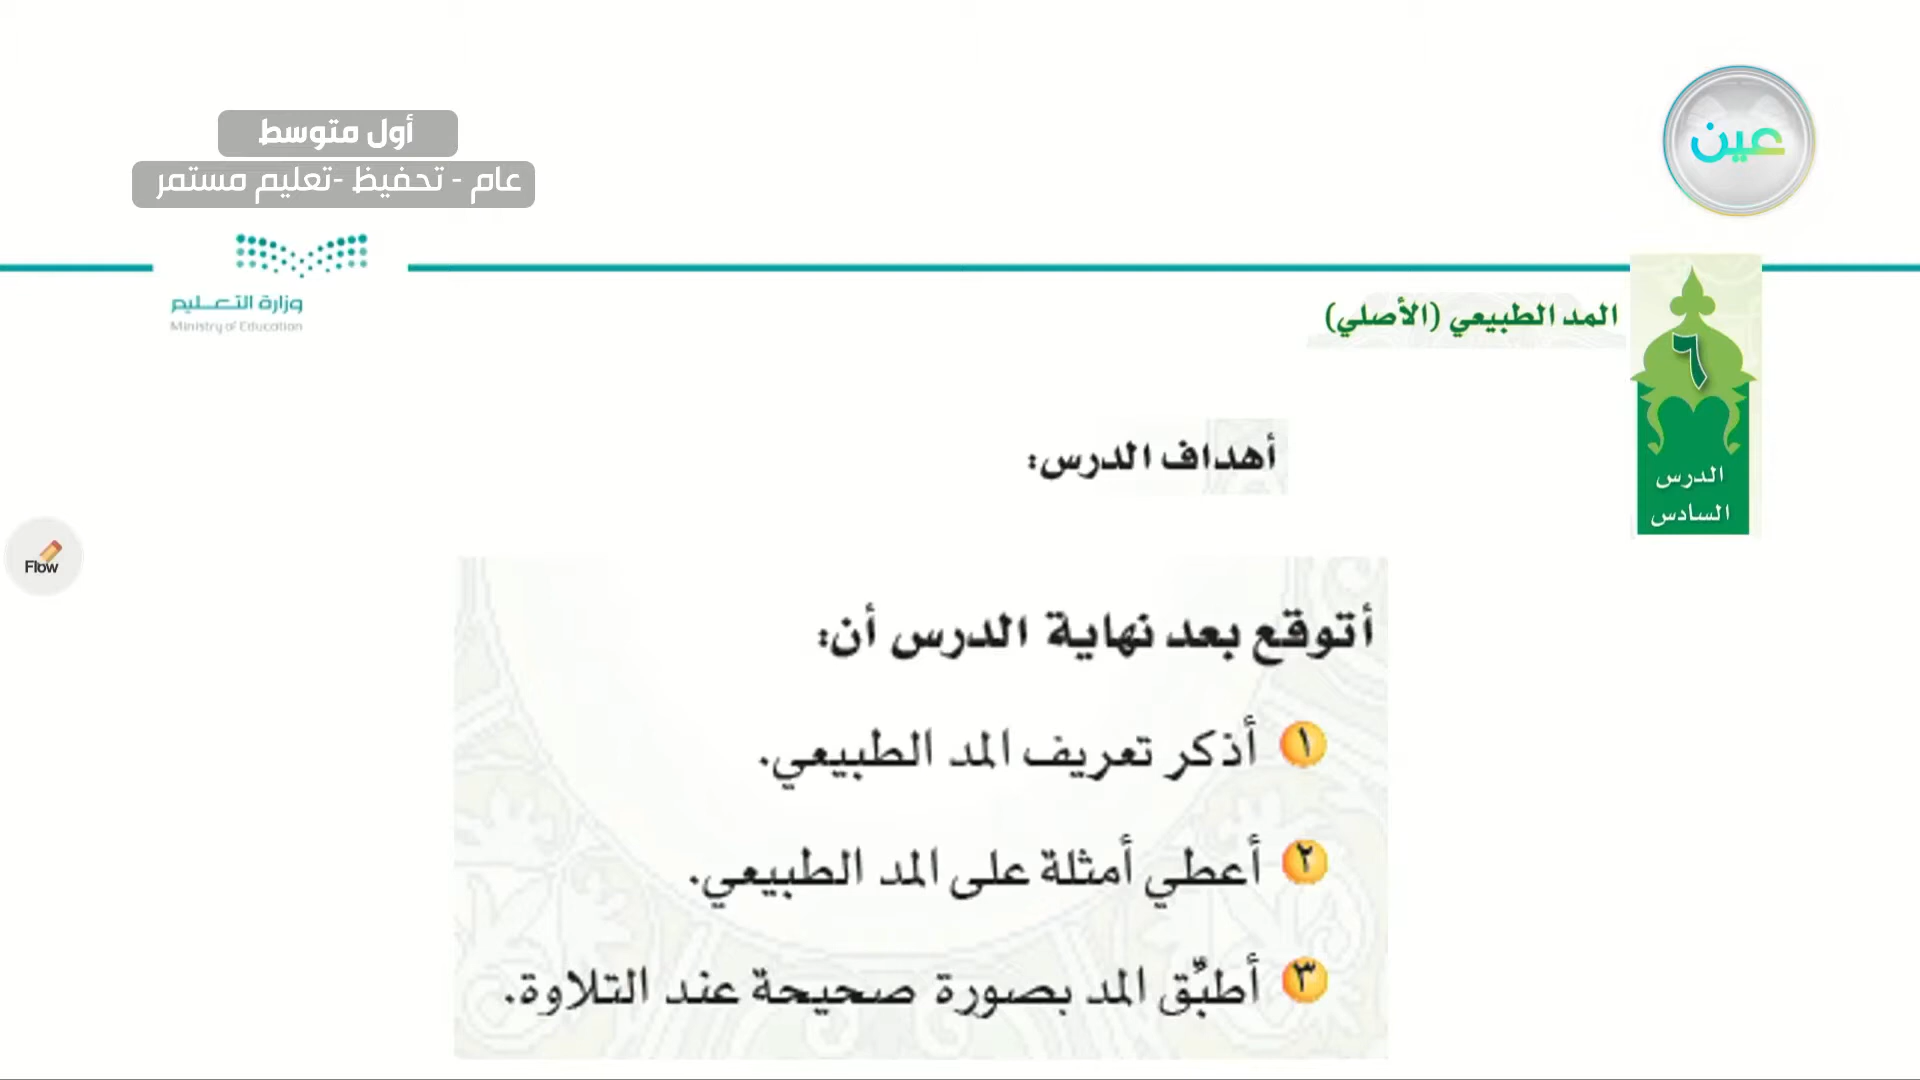 عين
أول متوسط
عام - تحفيظ -تعليم مستمر
وزارة التعليم
Ministry of Education
المد الطبيعي (الأصلي)
٦
الدرس
السادس
أهداف الدرس:
Flow
أتوقع بعد نهاية الدرس أن:
١ أذكر تعريف المد الطبيعي.
٢ أعطي أمثلة على المد الطبيعي.
٣ أطبِّق المد بصورة صحيحة عند التلاوة.